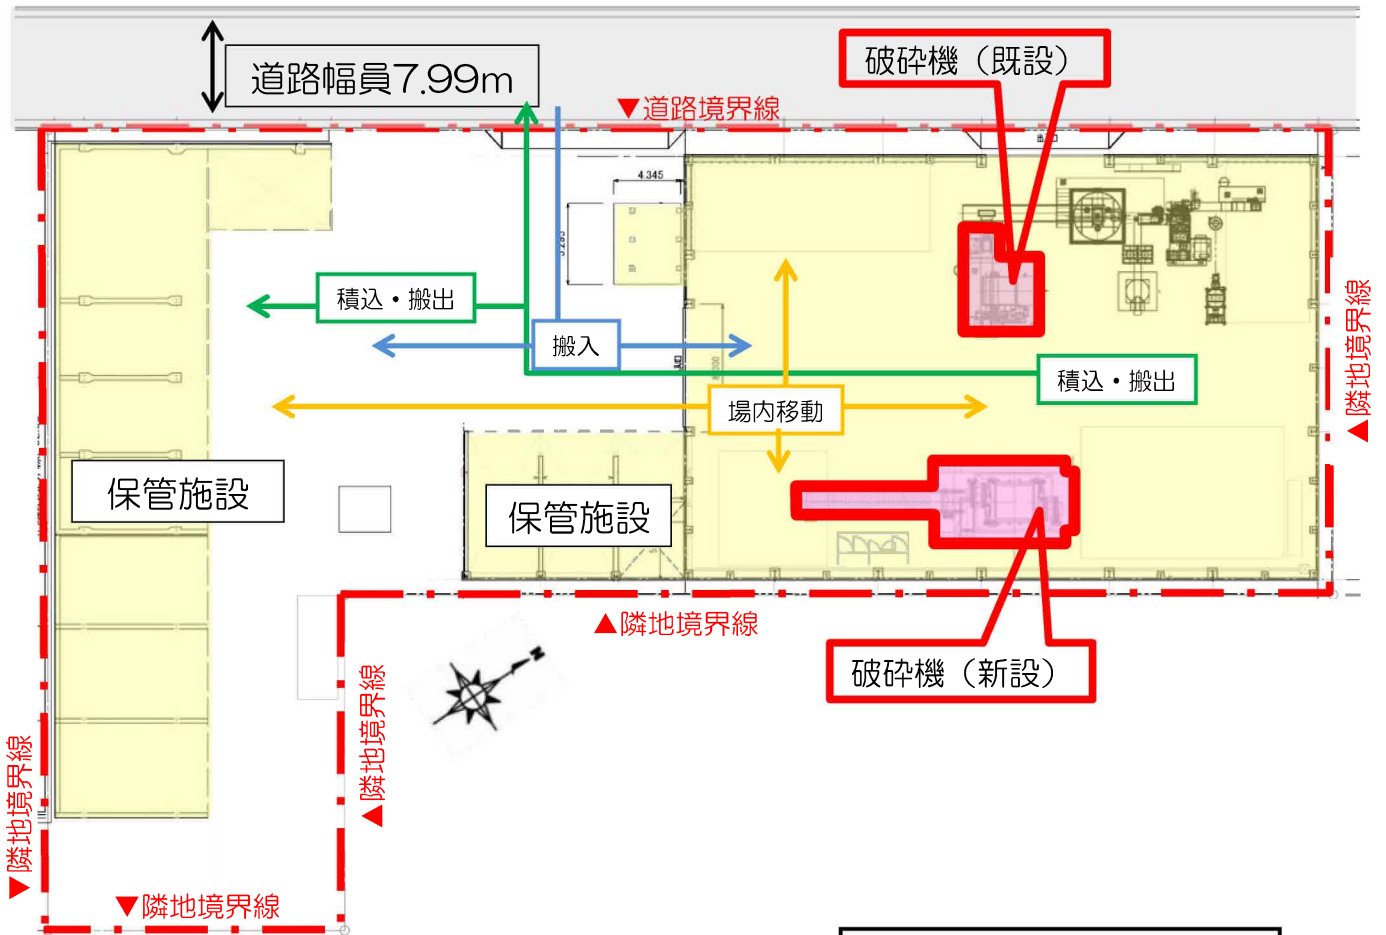 道路幅員7.99m
破砕機（既設）
▼道路境界線
4.345
積込・搬出
搬入
積込・搬出
場内移動
▲隣地境界線
保管施設
保管施設
▲隣地境界線
N
破砕機（新設）
▲隣地境界線
▼隣地境界線
▼隣地境界線